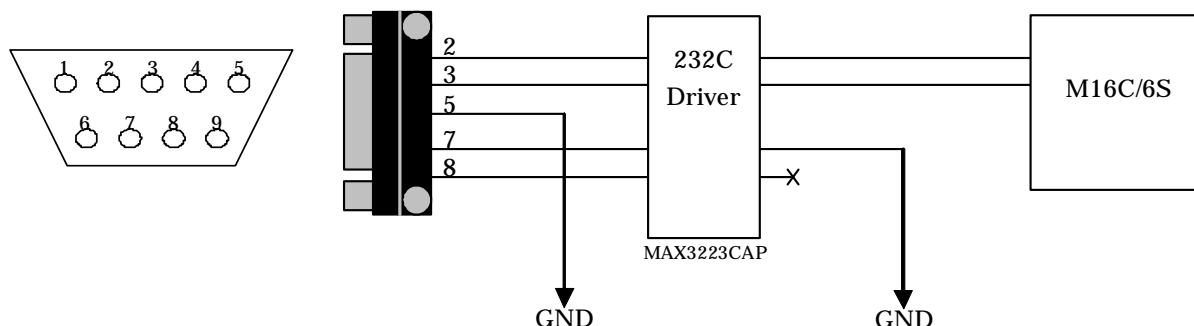 1 2 3 4 5
6 7 8 9
2
3
5
7
8
232C
Driver
MAX3223CAP
M16C/6S
GND
GND